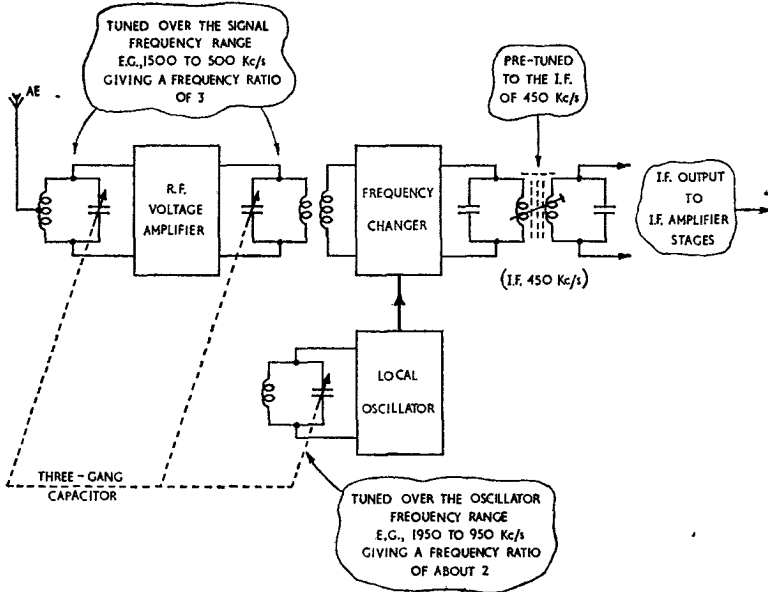 TUNED OVER THE SIGNAL
FREQUENCY RANGE
E.G., 1500 TO 500 Kc/s
GIVING A FREQUENCY RATIO
OF 3
AE
PRE-TUNED
TO THE I.F.
OF 450 Kc/s
R.F.
VOLTAGE
AMPLIFIER
FREQUENCY
CHANGER
I.F. OUTPUT
TO
I.F. AMPLIFIER
STAGES
(I.F. 450 Kc/s)
LOCAL
OSCILLATOR
THREE-GANG
CAPACITOR
TUNED OVER THE OSCILLATOR
FREQUENCY RANGE
E.G., 1950 TO 950 Kc/s
GIVING A FREQUENCY RATIO
OF ABOUT 2